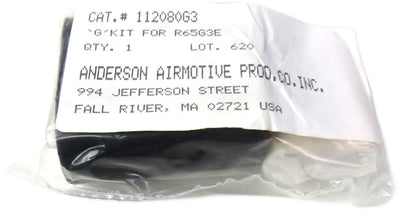 CAT.# 112080G3
`G´KIT FOR R65G3E
QTY. 1 LOT. 620
ANDERSON AIRMOTIVE PROD.CO.INC.
994 JEFFERSON STREET
FALL RIVER, MA 02721 USA